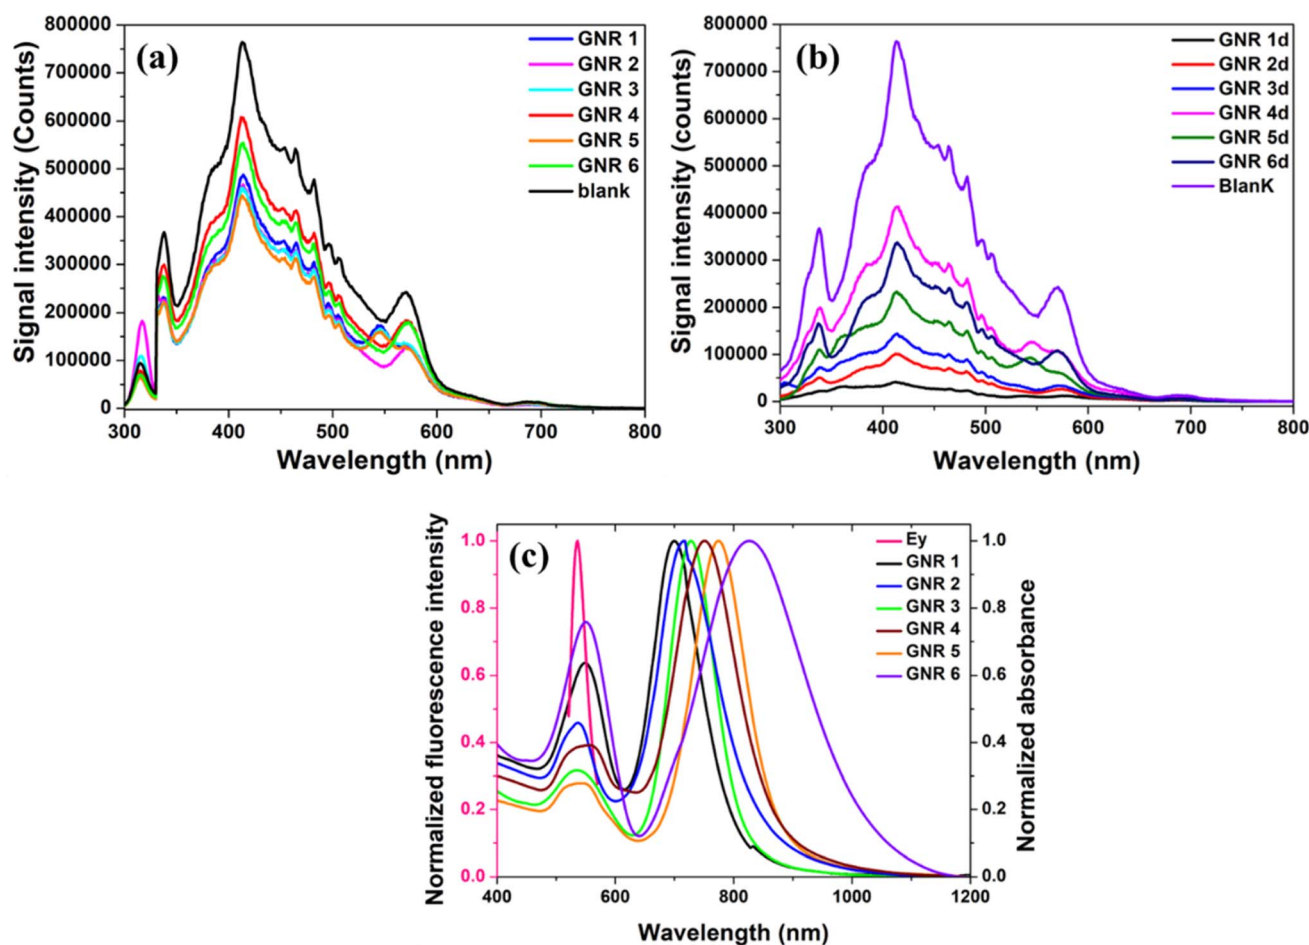 (a)
GNR 1
GNR 2
GNR 3
GNR 4
GNR 5
GNR 6
blank
Signal intensity (Counts)
800000
700000
600000
500000
400000
300000
200000
100000
0
300 400 500 600 700 800
Wavelength (nm)
(b)
GNR 1d
GNR 2d
GNR 3d
GNR 4d
GNR 5d
GNR 6d
BlanK
Signal intensity (counts)
800000
700000
600000
500000
400000
300000
200000
100000
0
300 400 500 600 700 800
Wavelength (nm)
(c)
Ey
GNR 1
GNR 2
GNR 3
GNR 4
GNR 5
GNR 6
Normalized fluorescence intensity
1.0
0.8
0.6
0.4
0.2
0.0
Normalized absorbance
1.0
0.8
0.6
0.4
0.2
0.0
400 600 800 1000 1200
Wavelength (nm)